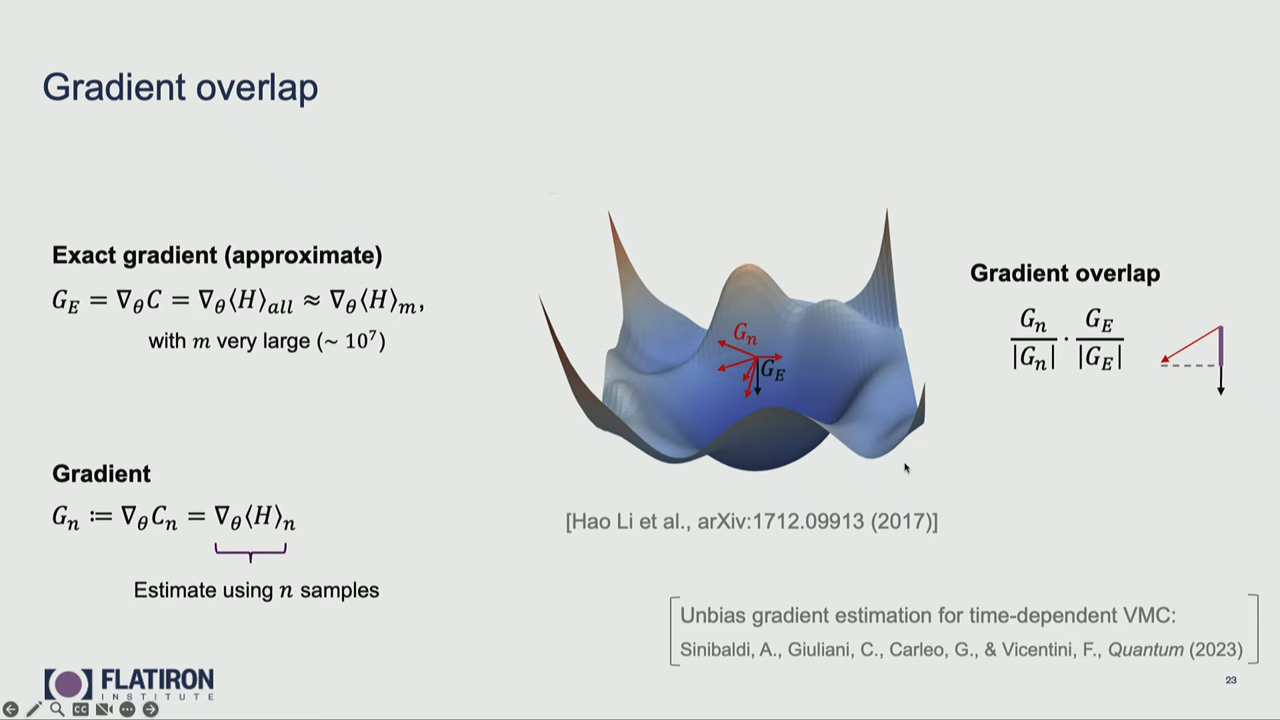 Gradient overlap
Exact gradient (approximate)
G_E = ∇_θ C = ∇_θ⟨H⟩_all ≈ ∇_θ⟨H⟩_m,
with m very large (~ 10⁷)
Gradient
G_n ≔ ∇_θ C_n = ∇_θ⟨H⟩_n
Estimate using n samples
G_n
G_E
[Hao Li et al., arXiv:1712.09913 (2017)]
Gradient overlap
G_n/|G_n| · G_E/|G_E|
Unbias gradient estimation for time-dependent VMC:
Sinibaldi, A., Giuliani, C., Carleo, G., & Vicentini, F., Quantum (2023)
FLATIRON
INSTITUTE
23
CC